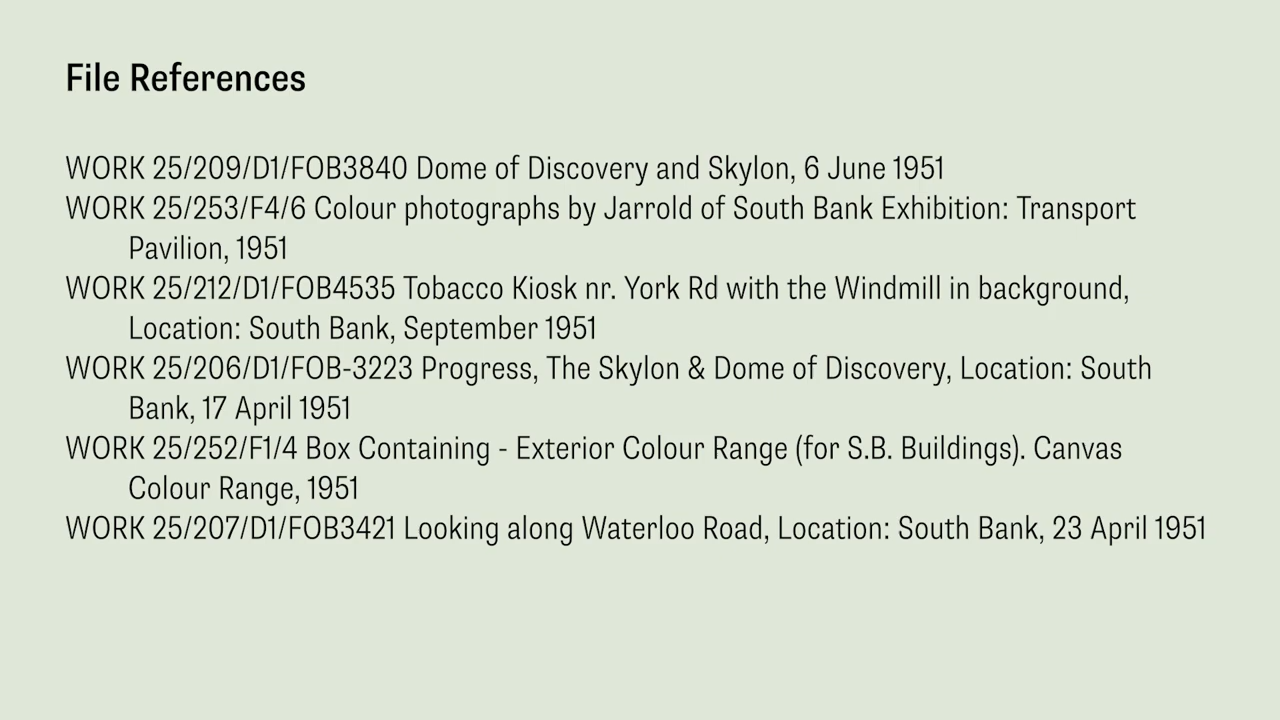 File References
WORK 25/209/D1/FOB3840 Dome of Discovery and Skylon, 6 June 1951
WORK 25/253/F4/6 Colour photographs by Jarrold of South Bank Exhibition: Transport
Pavilion, 1951
WORK 25/212/D1/FOB4535 Tobacco Kiosk nr. York Rd with the Windmill in background,
Location: South Bank, September 1951
WORK 25/206/D1/FOB-3223 Progress, The Skylon & Dome of Discovery, Location: South
Bank, 17 April 1951
WORK 25/252/F1/4 Box Containing - Exterior Colour Range (for S.B. Buildings). Canvas
Colour Range, 1951
WORK 25/207/D1/FOB3421 Looking along Waterloo Road, Location: South Bank, 23 April 1951